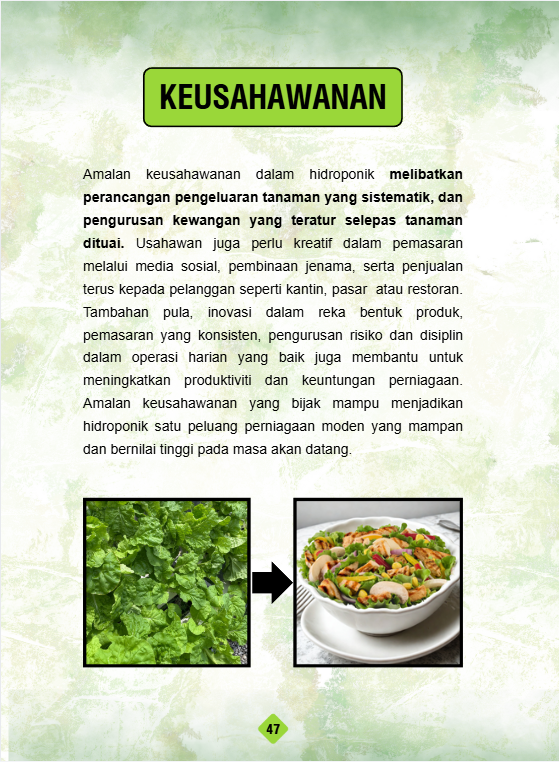 KEUSAHAWANAN
Amalan keusahawanan dalam hidroponik melibatkan
perancangan pengeluaran tanaman yang sistematik, dan
pengurusan kewangan yang teratur selepas tanaman
dituai. Usahawan juga perlu kreatif dalam pemasaran
melalui media sosial, pembinaan jenama, serta penjualan
terus kepada pelanggan seperti kantin, pasar atau restoran.
Tambahan pula, inovasi dalam reka bentuk produk,
pemasaran yang konsisten, pengurusan risiko dan disiplin
dalam operasi harian yang baik juga membantu untuk
meningkatkan produktiviti dan keuntungan perniagaan.
Amalan keusahawanan yang bijak mampu menjadikan
hidroponik satu peluang perniagaan moden yang mampan
dan bernilai tinggi pada masa akan datang.
47